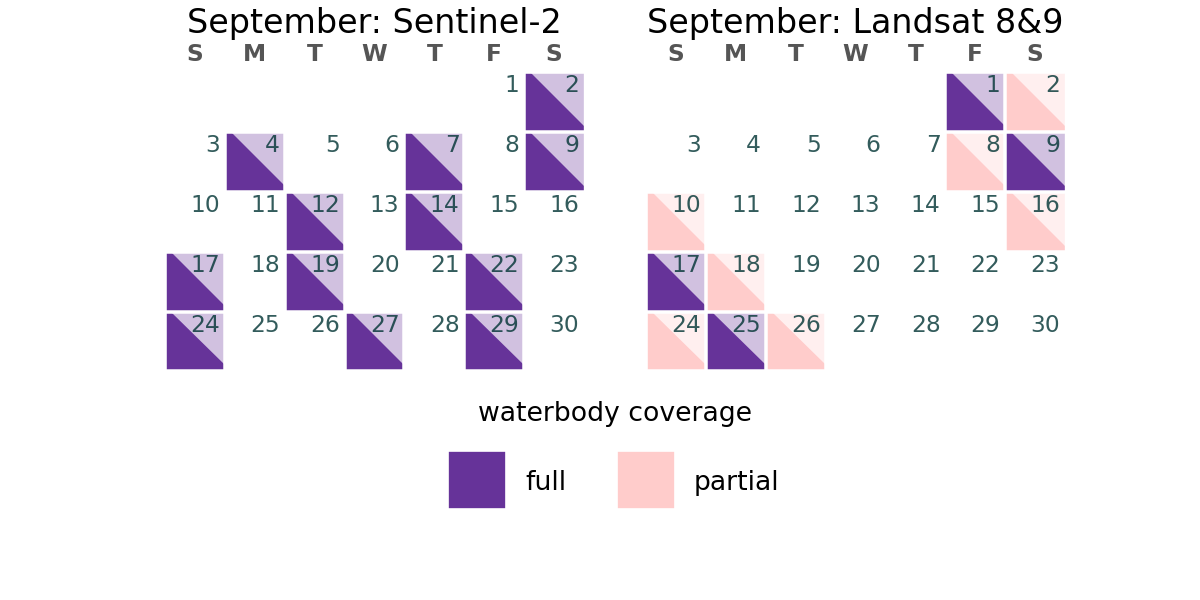 September: Sentinel-2
S M T W T F S
1 2
3 4 5 6 7 8 9
10 11 12 13 14 15 16
17 18 19 20 21 22 23
24 25 26 27 28 29 30
September: Landsat 8&9
S M T W T F S
1 2
3 4 5 6 7 8 9
10 11 12 13 14 15 16
17 18 19 20 21 22 23
24 25 26 27 28 29 30
waterbody coverage
full
partial